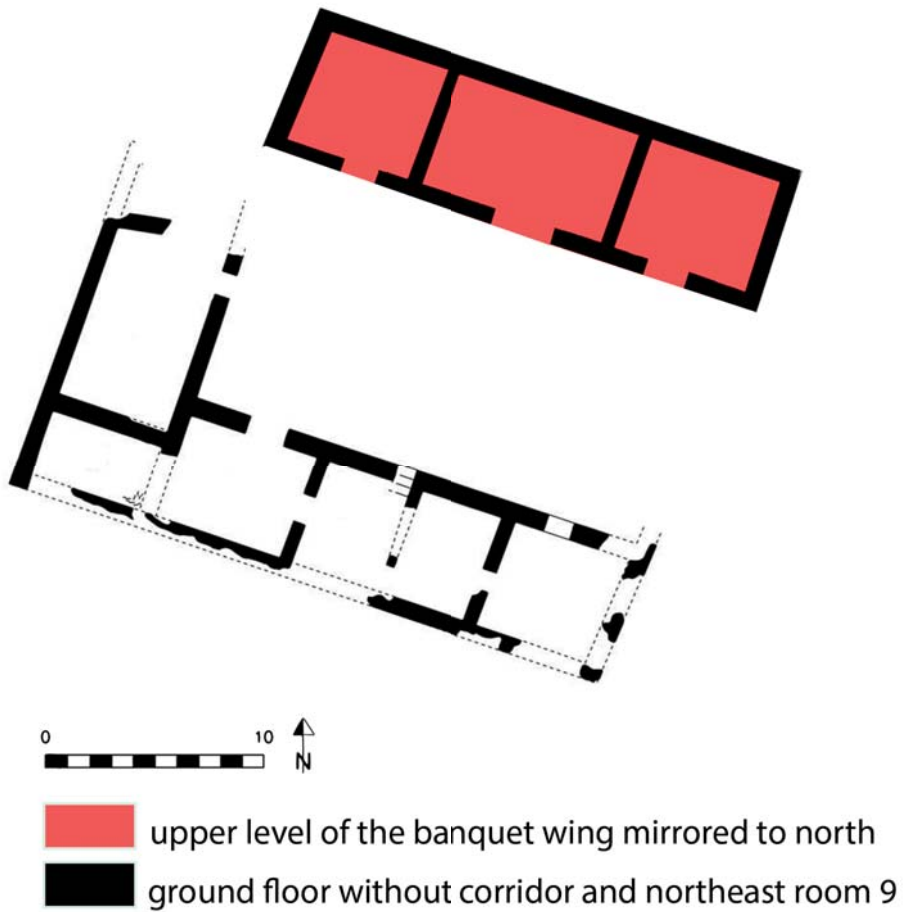 0 10
N
upper level of the banquet wing mirrored to north
ground floor without corridor and northeast room 9